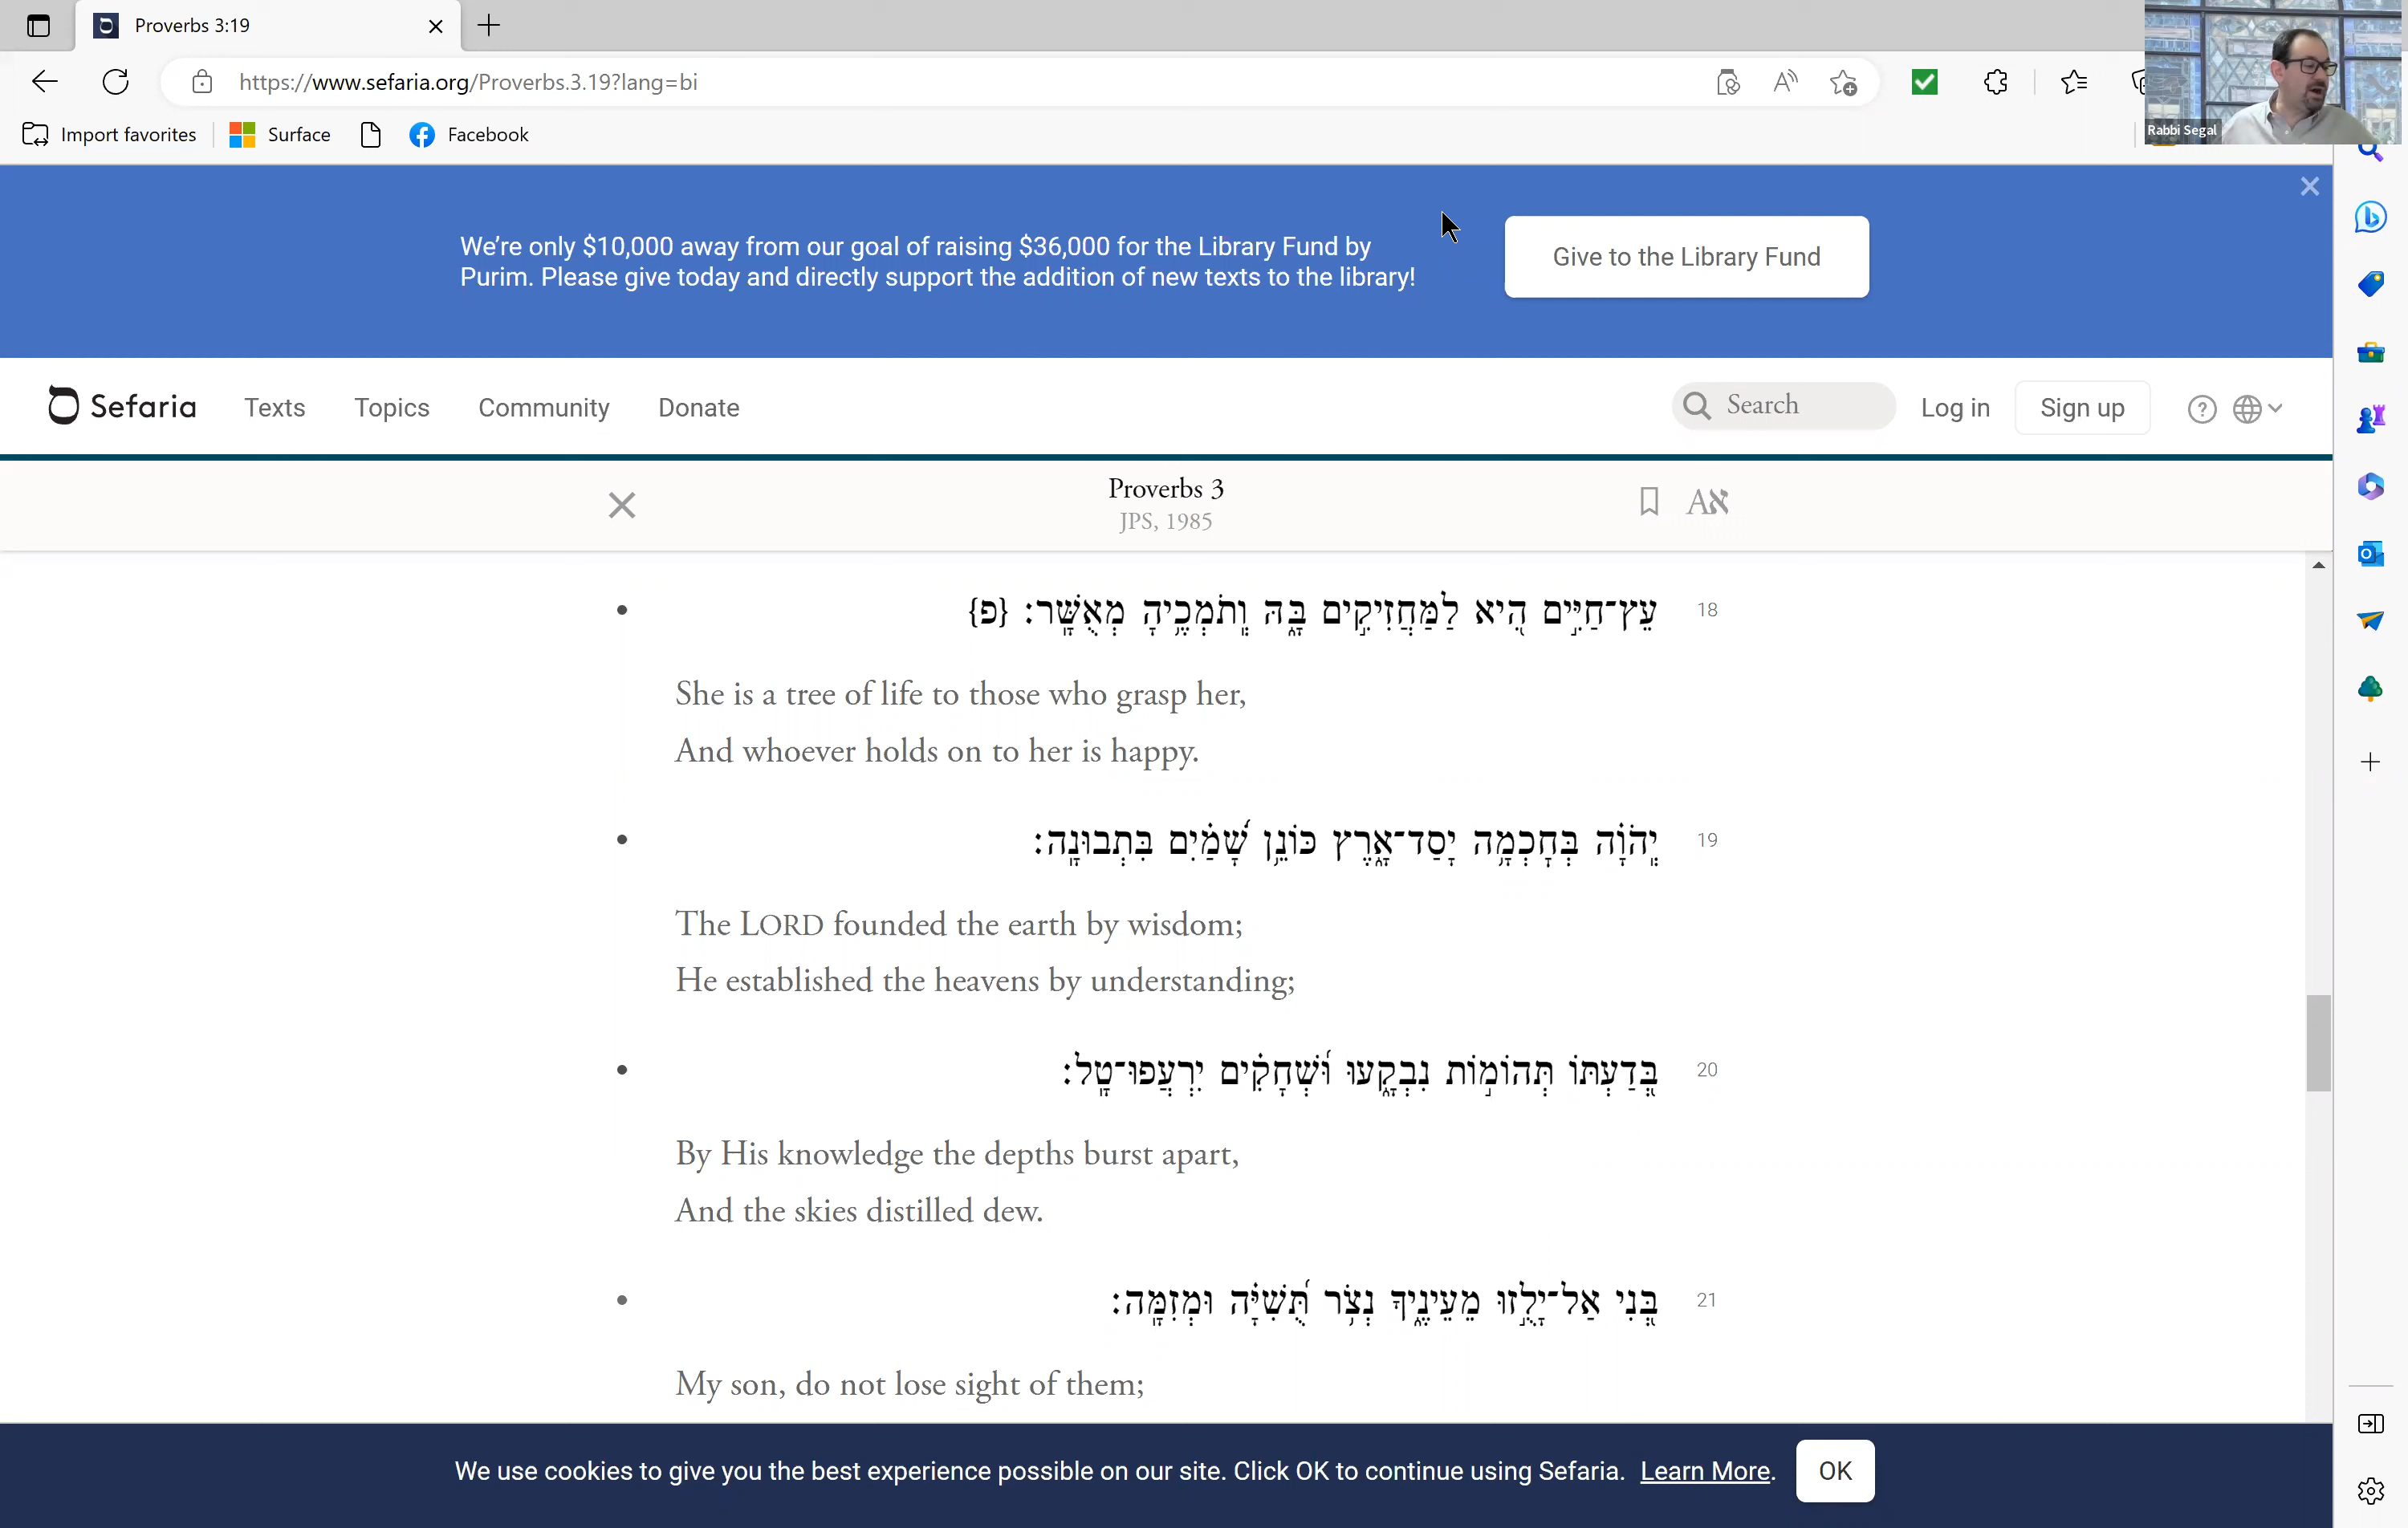 Proverbs 3:19
https://www.sefaria.org/Proverbs.3.19?lang=bi
Import favorites
Surface
Facebook
Rabbi Segal
We're only $10,000 away from our goal of raising $36,000 for the Library Fund by
Purim. Please give today and directly support the addition of new texts to the library!
Give to the Library Fund
Sefaria
Texts
Topics
Community
Donate
Search
Log in
Sign up
Proverbs 3
JPS, 1985
Aא
18
עֵץ־חַיִּ֣ים הִ֭יא לַמַּחֲזִיקִ֣ים בָּ֑הּ וְֽתֹמְכֶ֥יהָ מְאֻשָּֽׁר׃ {פ}
She is a tree of life to those who grasp her,
And whoever holds on to her is happy.
19
יְֽהֹוָ֗ה בְּחׇכְמָ֥ה יָסַד־אָ֑רֶץ כּוֹנֵ֥ן שָׁ֝מַ֗יִם בִּתְבוּנָֽה׃
The LORD founded the earth by wisdom;
He established the heavens by understanding;
20
בְּ֭דַעְתּוֹ תְּהוֹמ֣וֹת נִבְקָ֑עוּ וּ֝שְׁחָקִ֗ים יִרְעֲפוּ־טָֽל׃
By His knowledge the depths burst apart,
And the skies distilled dew.
21
בְּ֭נִי אַל־יָלֻ֣זוּ מֵעֵינֶ֑יךָ נְצֹ֥ר תֻּ֝שִׁיָּ֗ה וּמְזִמָּֽה׃
My son, do not lose sight of them;
We use cookies to give you the best experience possible on our site. Click OK to continue using Sefaria. Learn More.
OK